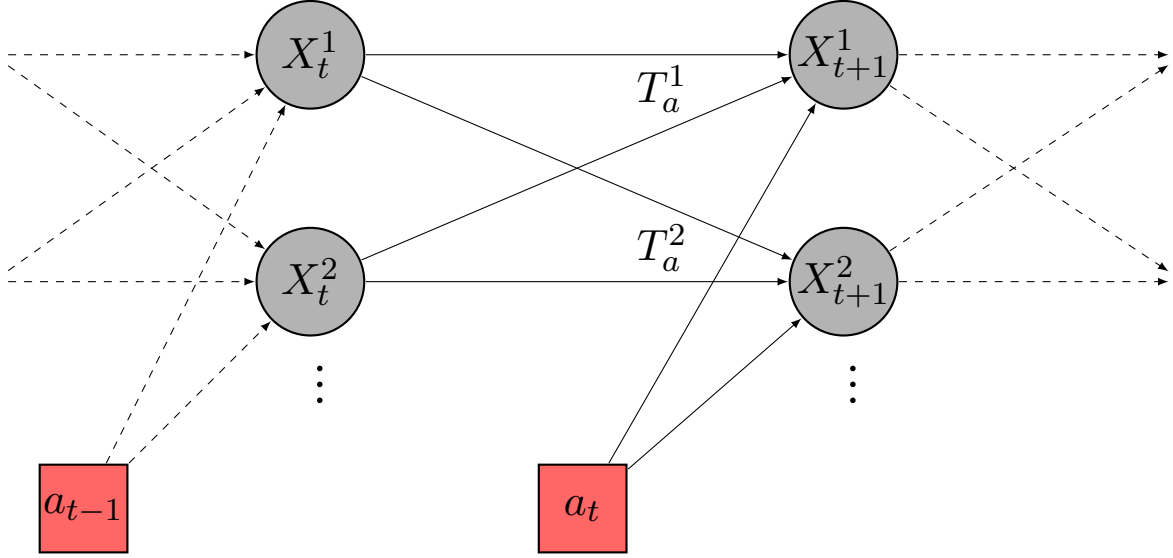 X_t^1
X_{t+1}^1
T_a^1
T_a^2
X_t^2
X_{t+1}^2
⋮
⋮
a_{t-1}
a_t